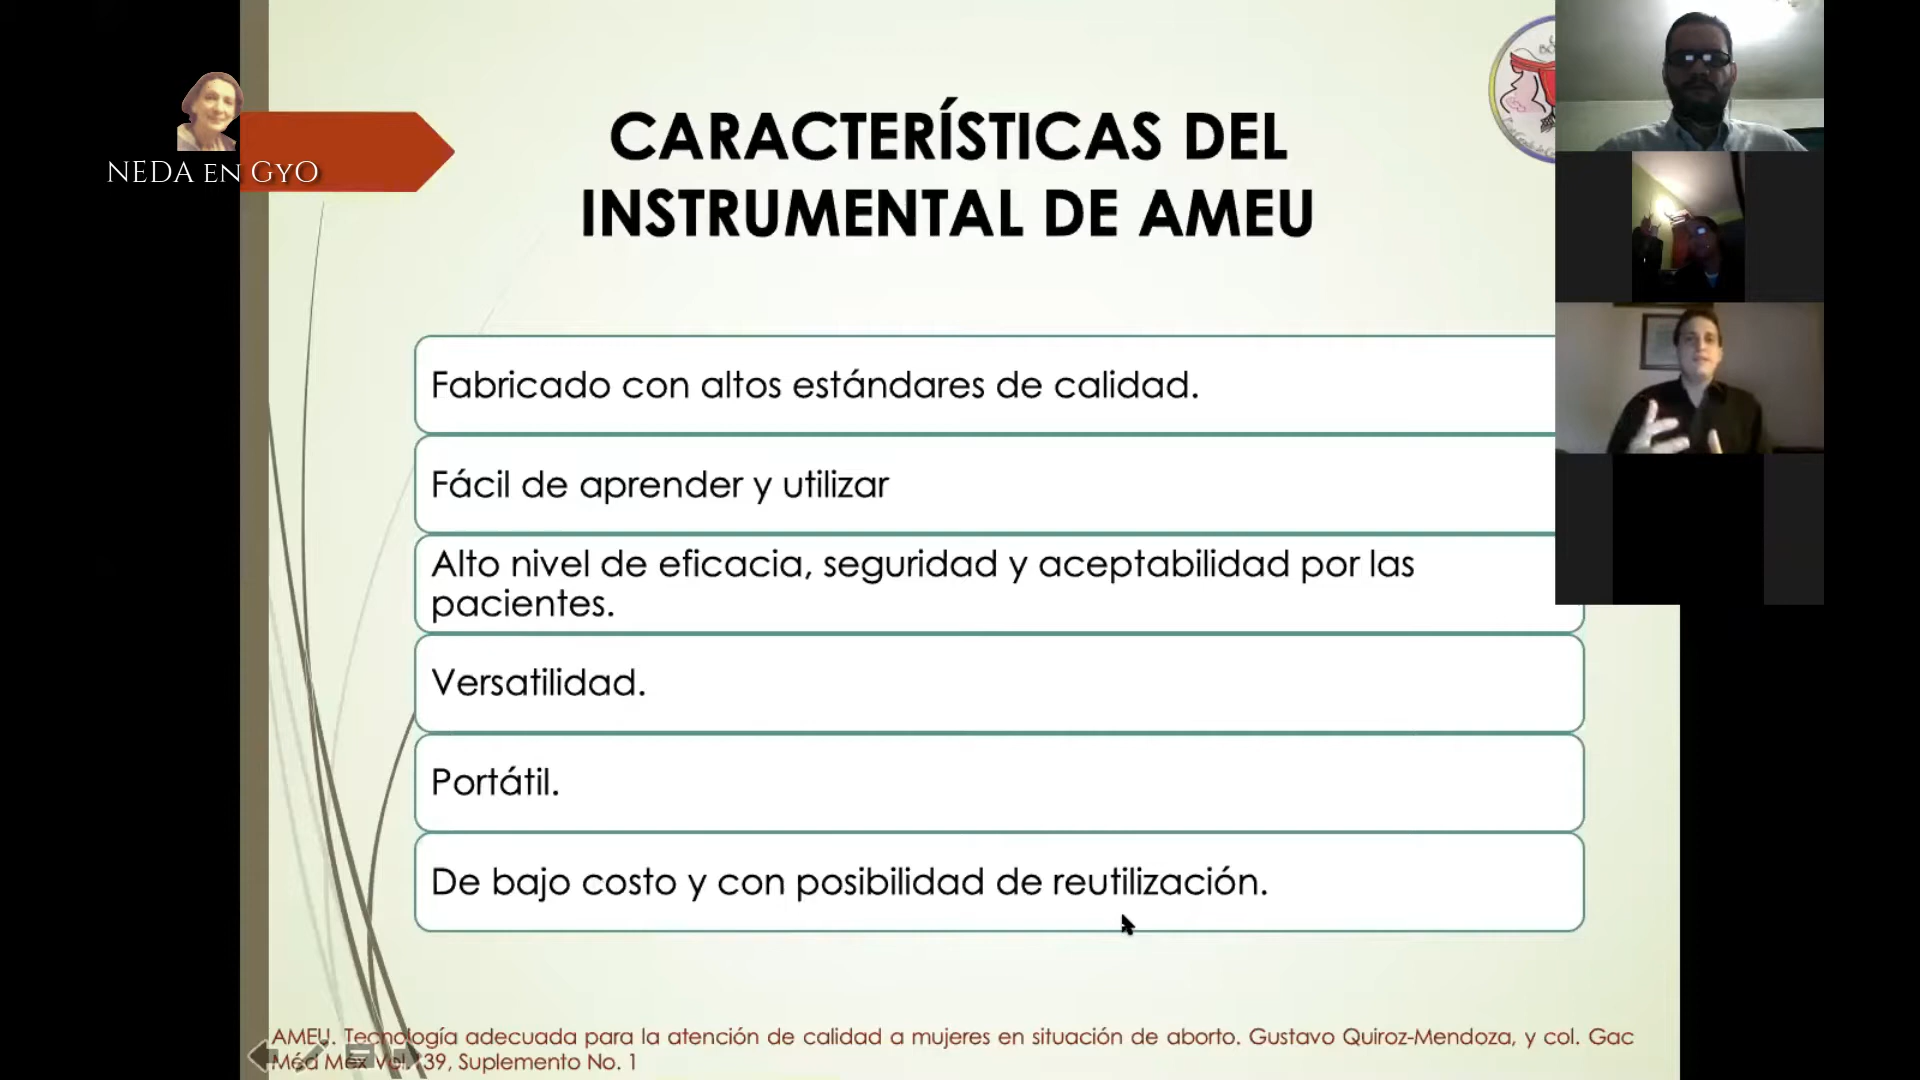 NEDA EN GYO
CARACTERÍSTICAS DEL
INSTRUMENTAL DE AMEU
Fabricado con altos estándares de calidad.
Fácil de aprender y utilizar
Alto nivel de eficacia, seguridad y aceptabilidad por las
pacientes.
Versatilidad.
Portátil.
De bajo costo y con posibilidad de reutilización.
AMEU. Tecnología adecuada para la atención de calidad a mujeres en situación de aborto. Gustavo Quiroz-Mendoza, y col. Gac
Méd Méx Vol. 39, Suplemento No. 1